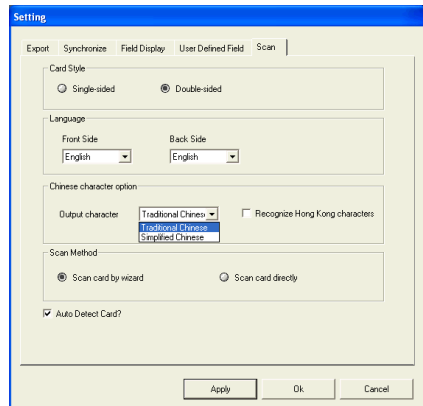 Setting
Export Synchronize Field Display User Defined Field Scan
Card Style
Single-sided Double-sided
Language
Front Side Back Side
English English
Chinese character option
Output character Traditional Chines Recognize Hong Kong characters
Traditional Chinese
Simplified Chinese
Scan Method
Scan card by wizard Scan card directly
Auto Detect Card?
Apply Ok Cancel